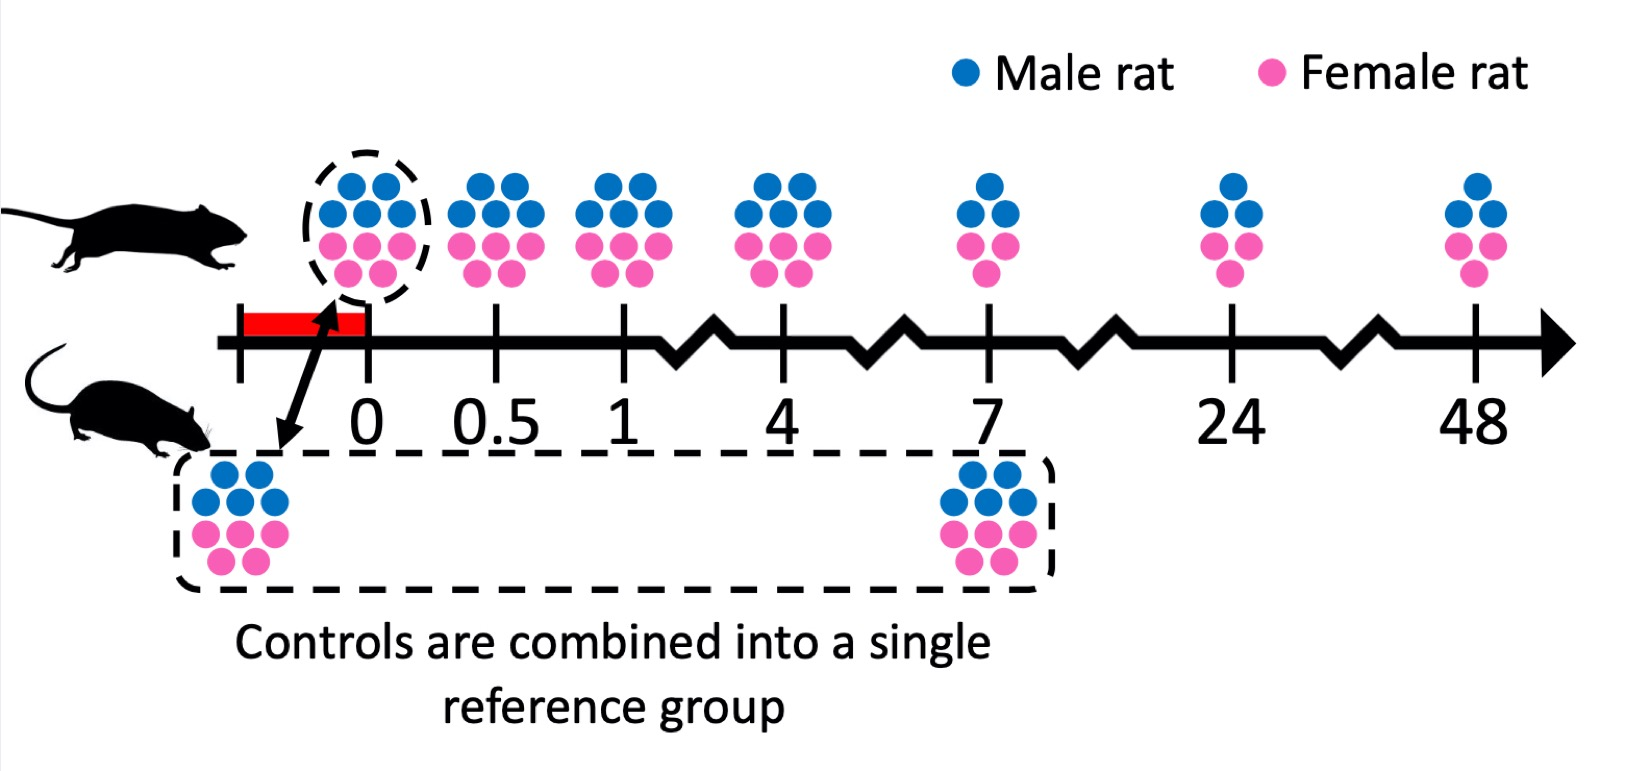 Male rat
Female rat
0 0.5 1 4 7 24 48
Controls are combined into a single
reference group